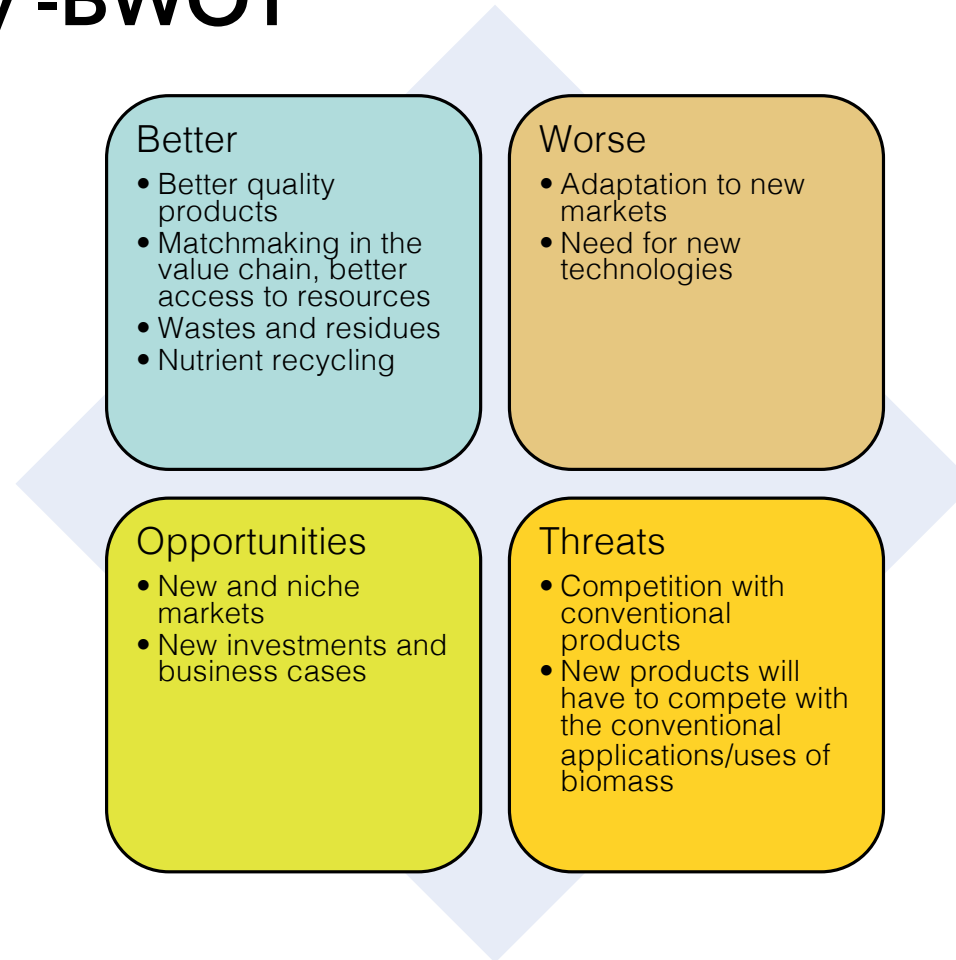 y -BWOT
Better
• Better quality
products
• Matchmaking in the
value chain, better
access to resources
• Wastes and residues
• Nutrient recycling
Worse
• Adaptation to new
markets
• Need for new
technologies
Opportunities
• New and niche
markets
• New investments and
business cases
Threats
• Competition with
conventional
products
• New products will
have to compete with
the conventional
applications/uses of
biomass